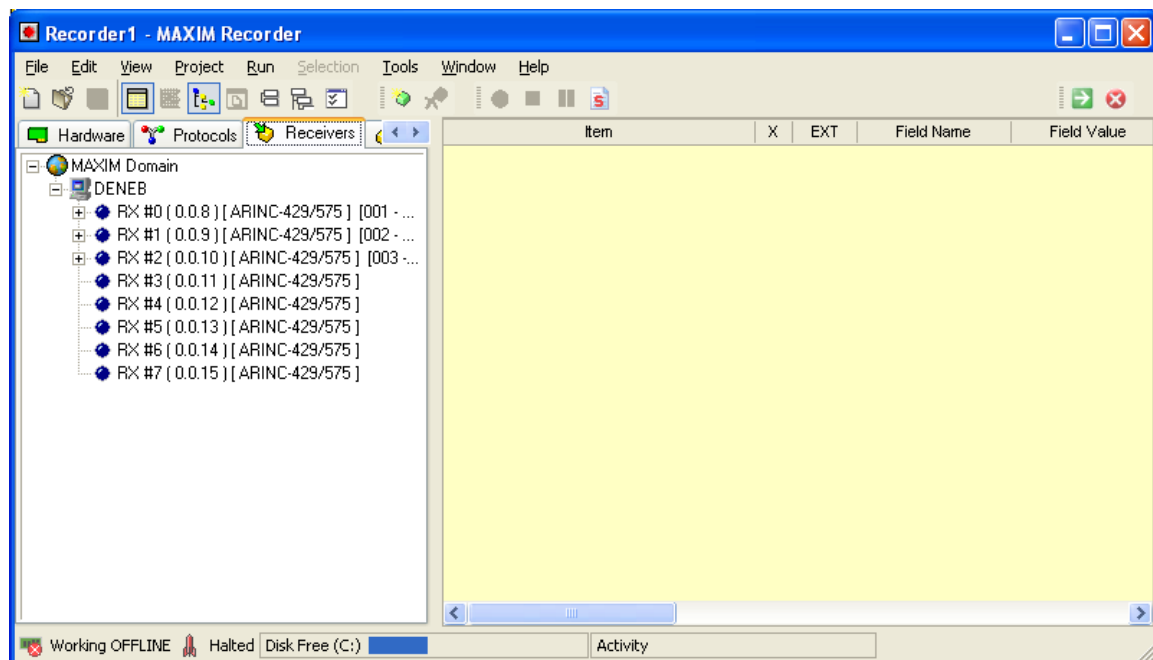 Recorder1 - MAXIM Recorder
File Edit View Project Run Selection Tools Window Help
Hardware Protocols Receivers Item X EXT Field Name Field Value
MAXIM Domain
DENEB
RX #0 ( 0.0.8 ) [ ARINC-429/575 ] [001 - ...
RX #1 ( 0.0.9 ) [ ARINC-429/575 ] [002 - ...
RX #2 ( 0.0.10 ) [ ARINC-429/575 ] [003 -...
RX #3 ( 0.0.11 ) [ ARINC-429/575 ]
RX #4 ( 0.0.12 ) [ ARINC-429/575 ]
RX #5 ( 0.0.13 ) [ ARINC-429/575 ]
RX #6 ( 0.0.14 ) [ ARINC-429/575 ]
RX #7 ( 0.0.15 ) [ ARINC-429/575 ]
Working OFFLINE Halted Disk Free (C:) Activity